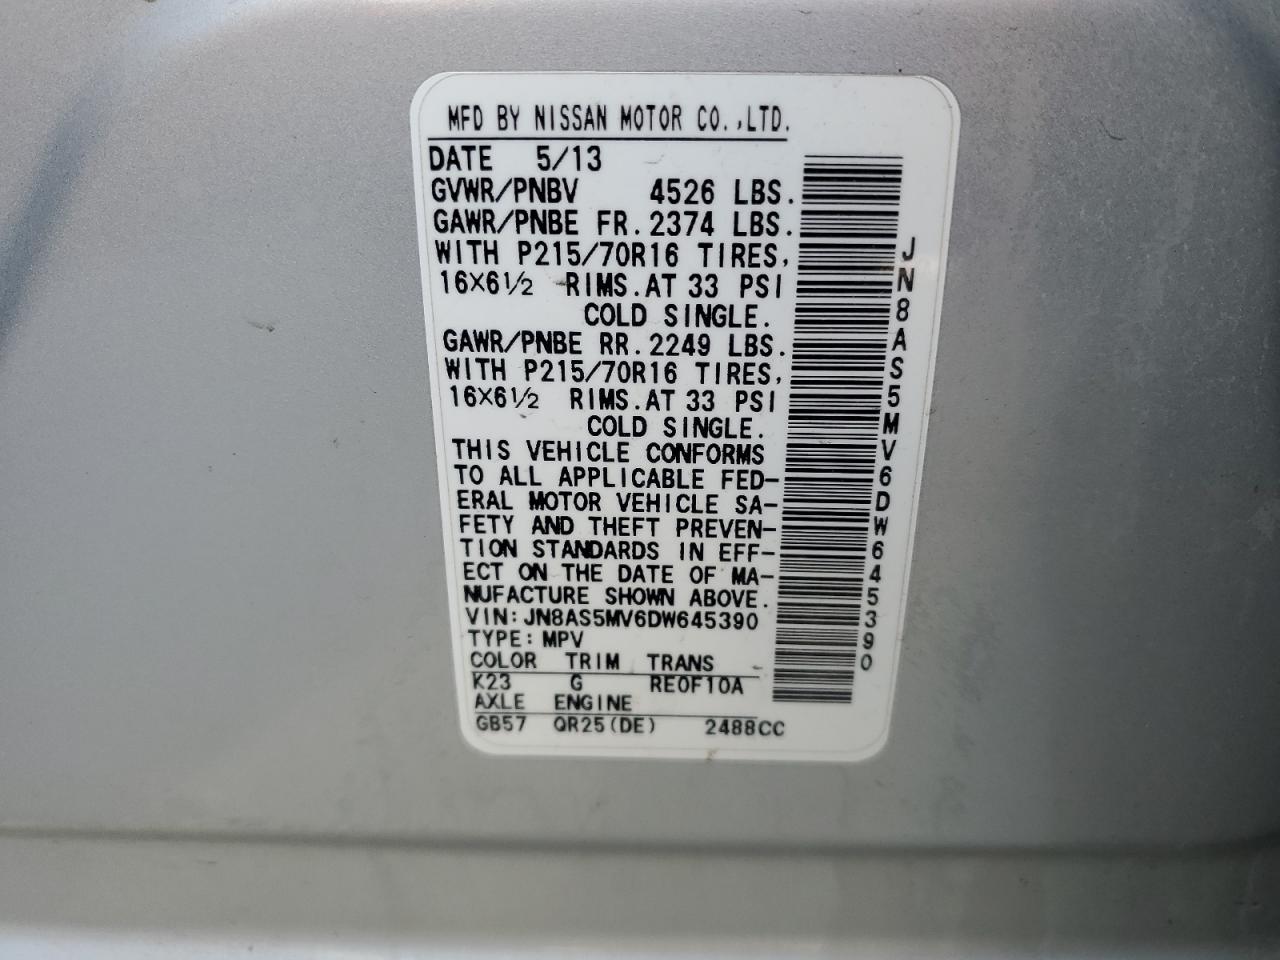 MFD BY NISSAN MOTOR CO.,LTD.
DATE 5/13
GVWR/PNBV 4526 LBS.
GAWR/PNBE FR. 2374 LBS.
WITH P215/70R16 TIRES,
16×6½ RIMS. AT 33 PSI
COLD SINGLE.
GAWR/PNBE RR. 2249 LBS.
WITH P215/70R16 TIRES,
16×6½ RIMS. AT 33 PSI
COLD SINGLE.
THIS VEHICLE CONFORMS
TO ALL APPLICABLE FED-
ERAL MOTOR VEHICLE SA-
FETY AND THEFT PREVEN-
TION STANDARDS IN EFF-
ECT ON THE DATE OF MA-
NUFACTURE SHOWN ABOVE.
VIN: JN8AS5MV6DW645390
TYPE: MPV
COLOR TRIM TRANS
K23 G RE0F10A
AXLE ENGINE
GB57 QR25(DE) 2488CC
JN8AS5MV6DW645390